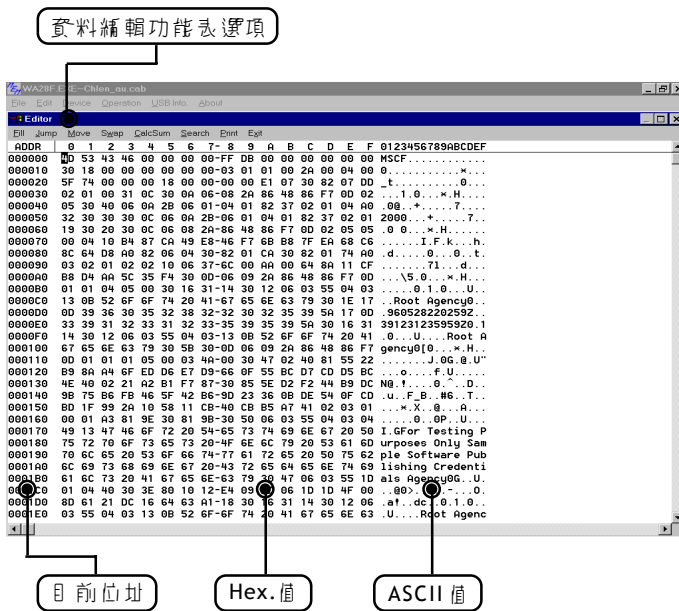 資料編輯功能表選項
WA28F.EXE--Chlen_au.cab
File Edit Device Operation USB Info About
Editor
Fill Jump Move Swap CalcSum Search Print Exit
ADDR 0 1 2 3 4 5 6 7- 8 9 A B C D E F 0123456789ABCDEF
000000 4D 53 43 46 00 00 00 00-FF DB 00 00 00 00 00 00 MSCF............
000010 30 18 00 00 00 00 00 00-03 01 01 00 2A 00 04 00 0...........*...
000020 5F 74 00 00 00 18 00 00-00 00 E1 07 30 82 07 DD _t..........0...
000030 02 01 00 31 0C 30 0A 06-08 2A 86 48 86 F7 0D 02 ...1.0...*.H....
000040 05 30 40 06 0A 2B 06 01-04 01 82 37 02 01 04 A0 .0@..+.....7....
000050 32 30 30 30 0C 06 0A 2B-06 01 04 01 82 37 02 01 2000...+.....7..
000060 19 30 20 30 0C 06 08 2A-86 48 86 F7 0D 02 05 05 .0 0...*.H......
000070 00 04 10 B4 87 CA 49 E8-46 F7 6B B8 7F EA 68 C6 ......I.F.k...h.
000080 8C 64 D8 A0 82 06 04 30-82 01 CA 30 82 01 74 A0 .d.....0...0..t.
000090 03 02 01 02 02 10 06 37-6C 00 AA 00 64 8A 11 CF .......7l...d...
0000A0 B8 D4 AA 5C 35 F4 30 0D-06 09 2A 86 48 86 F7 0D ...\5.0...*.H...
0000B0 01 01 04 05 00 30 16 31-14 30 12 06 03 55 04 03 .....0.1.0...U..
0000C0 13 0B 52 6F 6F 74 20 41-67 65 6E 63 79 30 1E 17 ..Root Agency0..
0000D0 0D 39 36 30 35 32 38 32-32 30 32 35 39 5A 17 0D .960528220259Z..
0000E0 33 39 31 32 33 31 32 33-35 39 35 39 5A 30 16 31 391231235959Z0.1
0000F0 14 30 12 06 03 55 04 03-13 0B 52 6F 6F 74 20 41 .0...U....Root A
000100 67 65 6E 63 79 30 5B 30-0D 06 09 2A 86 48 86 F7 gency0[0...*.H..
000110 0D 01 01 01 05 00 03 4A-00 30 47 02 40 81 55 22 .......J.0G.@.U"
000120 B9 8A A4 6F ED D6 E7 D9-66 0F 55 BC D7 CD D5 BC ...o....f.U.....
000130 4E 40 02 21 A2 B1 F7 87-30 85 5E D2 F2 44 B9 DC N@.!....0.^..D..
000140 9B 75 B6 FB 46 5F 42 B6-9D 23 36 0B DE 54 0F CD .u..F_B..#6..T..
000150 BD 1F 99 2A 10 58 11 CB-40 CB B5 A7 41 02 03 01 ...*.X..@...A...
000160 00 01 A3 81 9E 30 81 9B-30 50 06 03 55 04 03 04 .....0..0P..U...
000170 49 13 47 46 6F 72 20 54-65 73 74 69 6E 67 20 50 I.GFor Testing P
000180 75 72 70 6F 73 65 73 20-4F 6E 6C 79 20 53 61 6D urposes Only Sam
000190 70 6C 65 20 53 6F 66 74-77 61 72 65 20 50 75 62 ple Software Pub
0001A0 6C 69 73 68 69 6E 67 20-43 72 65 64 65 6E 74 69 lishing Credenti
0001B0 61 6C 73 20 41 67 65 6E-63 79 30 47 06 03 55 1D als Agency0G..U.
01 04 40 30 3E 80 10 12-E4 09 06 1D 1D 4F 00
8D 61 21 DC 16 64 63 A1-18 30 31 14 30 12 06 .a!..dc..0.1.0..
03 55 04 03 13 0B 52 6F-6F 74 20 41 67 65 6E 63 .U....Root Agenc
目前位址
Hex.值
ASCII 值